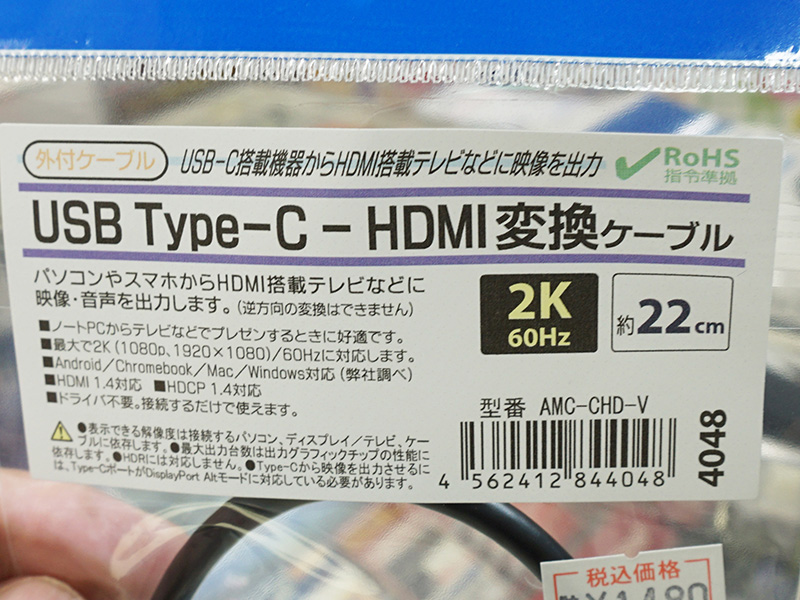 外付ケーブル USB-C搭載機器からHDMI搭載テレビなどに映像を出力 RoHS
指令準拠
USB Type-C - HDMI変換ケーブル
パソコンやスマホからHDMI搭載テレビなどに
映像・音声を出力します。(逆方向の変換はできません)
2K
60Hz
約22cm
■ノートPCからテレビなどでプレゼンするときに好適です。
■最大で2K(1080p、1920×1080)/60Hzに対応します。
■Android/Chromebook/Mac/Windows対応(弊社調べ)
■HDMI 1.4対応 ■HDCP 1.4対応
■ドライバ不要。接続するだけで使えます。
●表示できる解像度は接続するパソコン、ディスプレイ/テレビ、ケー
ブルに依存します。●最大出力台数は出力グラフィックチップの性能に
依存します。●HDRには対応しません。●Type-Cから映像を出力させるに
は、Type-CポートがDisplayPort Altモードに対応している必要があります。
型番 AMC-CHD-V
4 562412 844048
4048
税込価格
¥1,480